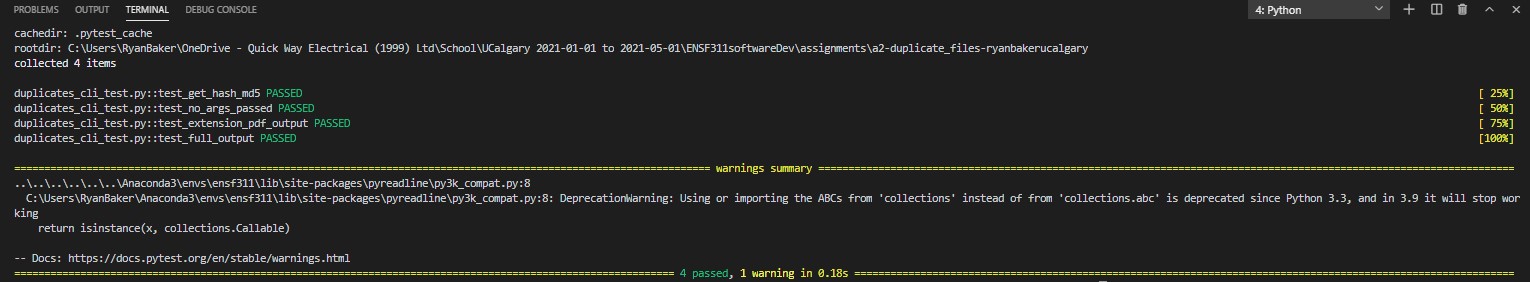 PROBLEMS OUTPUT TERMINAL DEBUG CONSOLE 4: Python
cachedir: .pytest_cache
rootdir: C:\Users\RyanBaker\OneDrive - Quick Way Electrical (1999) Ltd\School\UCalgary 2021-01-01 to 2021-05-01\ENSF311softwareDev\assignments\a2-duplicate_files-ryanbakerucalgary
collected 4 items
duplicates_cli_test.py::test_get_hash_md5 PASSED [ 25%]
duplicates_cli_test.py::test_no_args_passed PASSED [ 50%]
duplicates_cli_test.py::test_extension_pdf_output PASSED [ 75%]
duplicates_cli_test.py::test_full_output PASSED [100%]
warnings summary
..\..\..\..\..\..\Anaconda3\envs\ensf311\lib\site-packages\pyreadline\py3k_compat.py:8
C:\Users\RyanBaker\Anaconda3\envs\ensf311\lib\site-packages\pyreadline\py3k_compat.py:8: DeprecationWarning: Using or importing the ABCs from 'collections' instead of from 'collections.abc' is deprecated since Python 3.3, and in 3.9 it will stop wor
king
return isinstance(x, collections.Callable)
-- Docs: https://docs.pytest.org/en/stable/warnings.html
4 passed, 1 warning in 0.18s